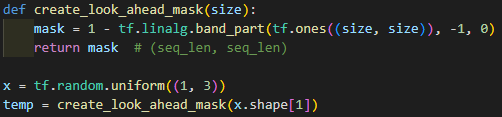 def create_look_ahead_mask(size):
    mask = 1 - tf.linalg.band_part(tf.ones((size, size)), -1, 0)
    return mask  # (seq_len, seq_len)

x = tf.random.uniform((1, 3))
temp = create_look_ahead_mask(x.shape[1])